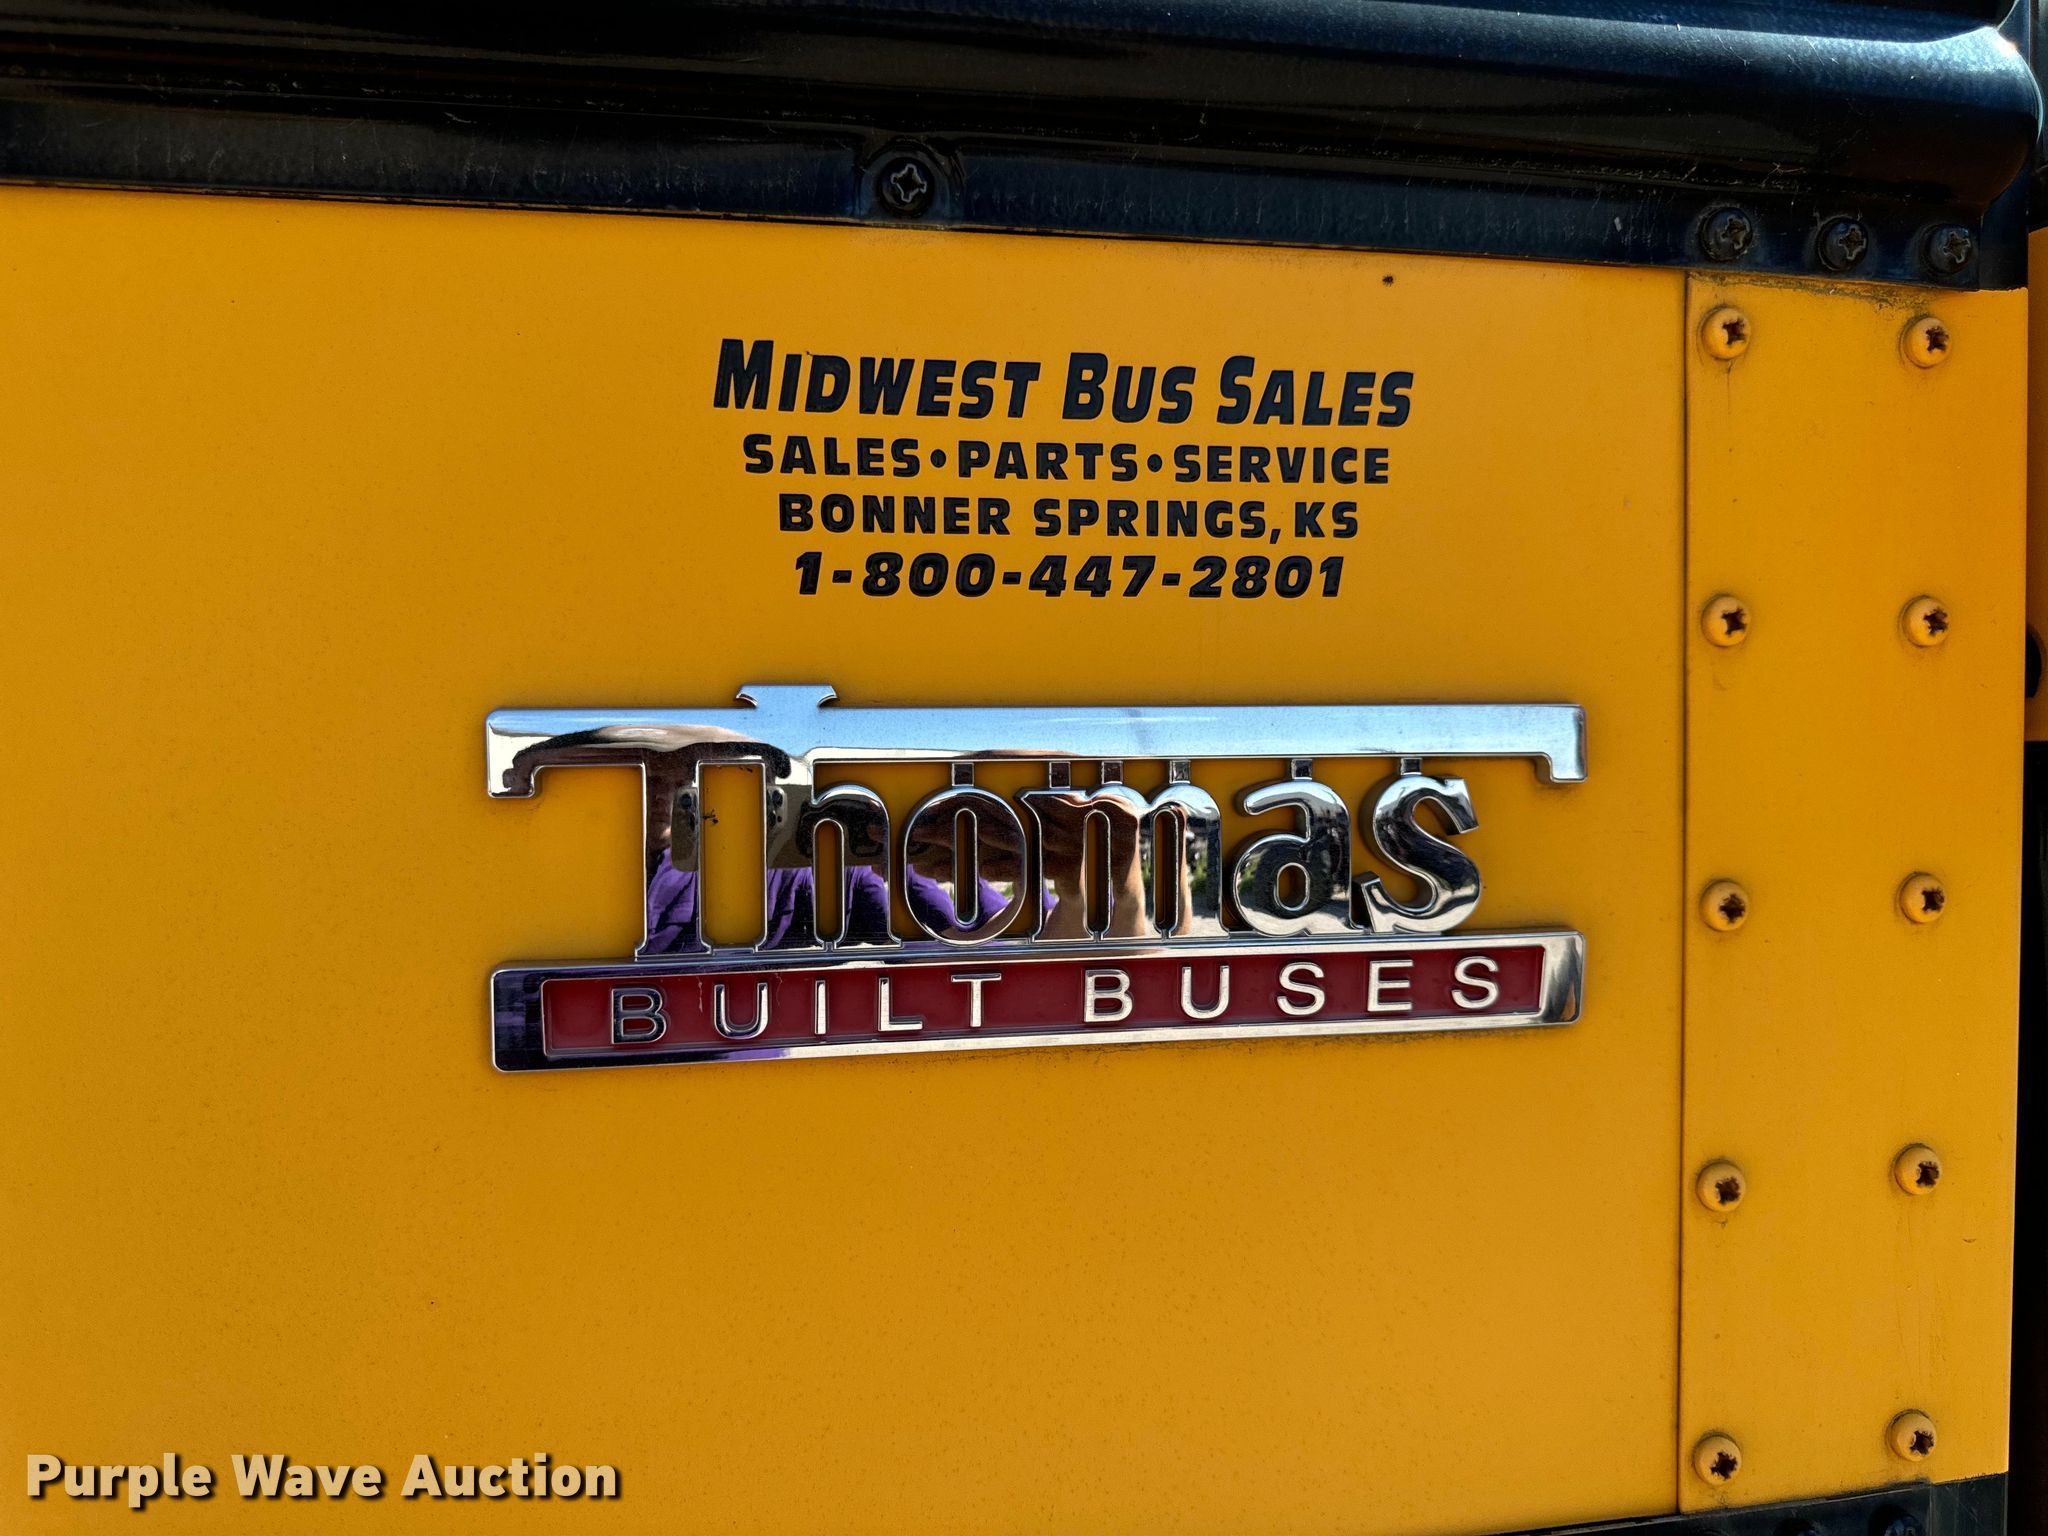 MIDWEST BUS SALES
SALES•PARTS•SERVICE
BONNER SPRINGS, KS
1-800-447-2801
Thomas
BUILT BUSES
Purple Wave Auction